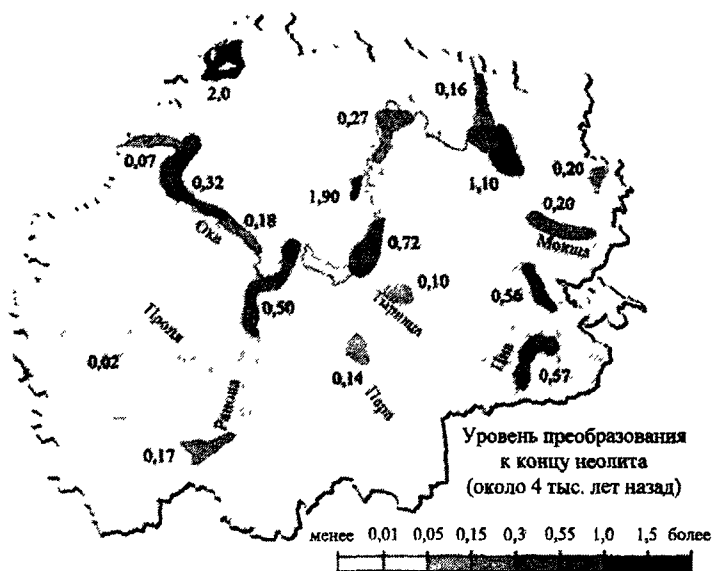 2,0
0,16
0,27
0,07
0,20
0,32
1,90
1,10
0,18
0,20
Ока
Мокша
0,72
0,10
0,56
0,50
Тырница
Проня
0,02
Цна
0,14
0,57
Ранова
Пара
0,17
Уровень преобразования
к концу неолита
(около 4 тыс. лет назад)
менее 0,01 0,05 0,15 0,3 0,55 1,0 1,5 более